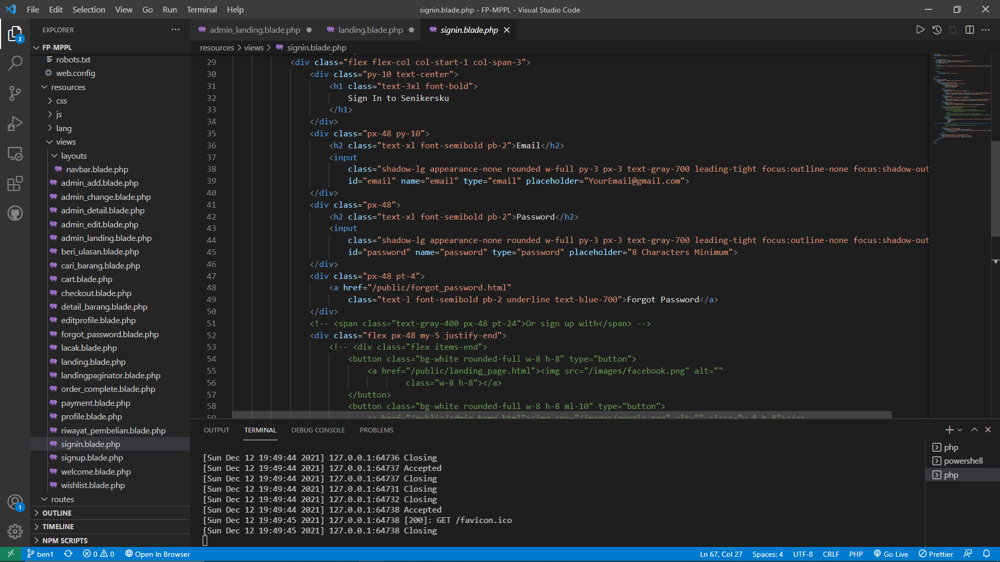 File Edit Selection View Go Run Terminal Help
signin.blade.php - FP-MPPL - Visual Studio Code
EXPLORER
FP-MPPL
robots.txt
web.config
resources
css
js
lang
views
layouts
navbar.blade.php
admin_add.blade.php
admin_change.blade.php
admin_detail.blade.php
admin_edit.blade.php
admin_landing.blade.php
beri_ulasan.blade.php
cari_barang.blade.php
cart.blade.php
checkout.blade.php
detail_barang.blade.php
editprofile.blade.php
forgot_password.blade.php
lacak.blade.php
landing.blade.php
landingpaginator.blade.php
order_complete.blade.php
payment.blade.php
profile.blade.php
riwayat_pembelian.blade.php
signin.blade.php
signup.blade.php
welcome.blade.php
wishlist.blade.php
routes
OUTLINE
TIMELINE
NPM SCRIPTS
2
1
admin_landing.blade.php landing.blade.php signin.blade.php
resources > views > signin.blade.php
29 <div class="flex flex-col col-start-1 col-span-3">
30 <div class="py-10 text-center">
31 <h1 class="text-3xl font-bold">
32 Sign In to Senikersku
33 </h1>
34 </div>
35 <div class="px-48 py-10">
36 <h2 class="text-xl font-semibold pb-2">Email</h2>
37 <input
38 class="shadow-lg appearance-none rounded w-full py-3 px-3 text-gray-700 leading-tight focus:outline-none focus:shadow-out
39 id="email" name="email" type="email" placeholder="YourEmail@gmail.com">
40 </div>
41 <div class="px-48">
42 <h2 class="text-xl font-semibold pb-2">Password</h2>
43 <input
44 class="shadow-lg appearance-none rounded w-full py-3 px-3 text-gray-700 leading-tight focus:outline-none focus:shadow-out
45 id="password" name="password" type="password" placeholder="8 Characters Minimum">
46 </div>
47 <div class="px-48 pt-4">
48 <a href="/public/forgot_password.html"
49 class="text-l font-semibold pb-2 underline text-blue-700">Forgot Password</a>
50 </div>
51 <!-- <span class="text-gray-400 px-48 pt-24">Or sign up with</span> -->
52 <div class="flex px-48 my-5 justify-end">
53 <!-- <div class="flex items-end">
54 <button class="bg-white rounded-full w-8 h-8" type="button">
55 <a href="/public/landing_page.html"><img src="/images/facebook.png" alt=""
56 class="w-8 h-8"></a>
57 </button>
58 <button class="bg-white rounded-full w-8 h-8 ml-10" type="button">
59 <a href="/public/admin_home.html"><img src="/images/google.png" alt="" class="w-8 h-8"></a>
OUTPUT TERMINAL DEBUG CONSOLE PROBLEMS
[Sun Dec 12 19:49:44 2021] 127.0.0.1:64736 Closing
[Sun Dec 12 19:49:44 2021] 127.0.0.1:64737 Accepted
[Sun Dec 12 19:49:44 2021] 127.0.0.1:64737 Closing
[Sun Dec 12 19:49:44 2021] 127.0.0.1:64731 Closing
[Sun Dec 12 19:49:44 2021] 127.0.0.1:64732 Closing
[Sun Dec 12 19:49:44 2021] 127.0.0.1:64738 Accepted
[Sun Dec 12 19:49:45 2021] 127.0.0.1:64738 [200]: GET /favicon.ico
[Sun Dec 12 19:49:45 2021] 127.0.0.1:64738 Closing
php
powershell
php
ben1 0 0 Open In Browser
Ln 67, Col 27 Spaces: 4 UTF-8 CRLF PHP Go Live Prettier